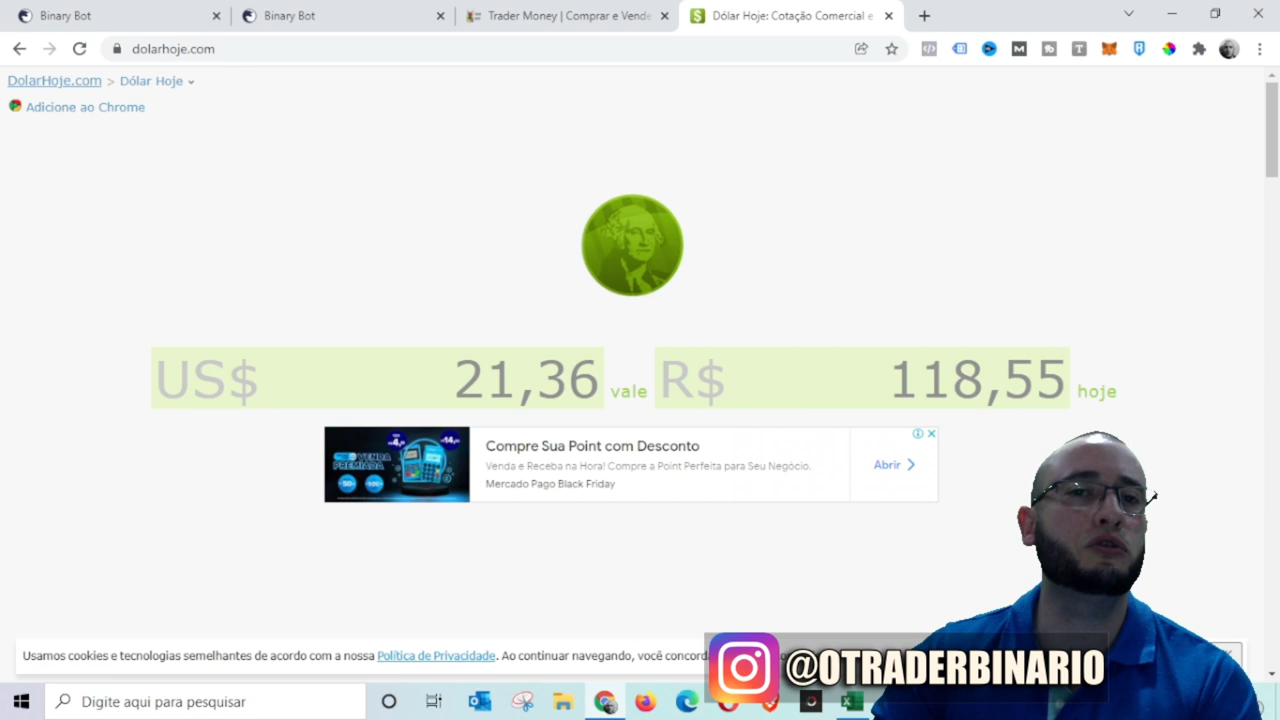 Binary Bot
Binary Bot
Trader Money | Comprar e Vende
Dólar Hoje: Cotação Comercial e
dolarhoje.com
DolarHoje.com > Dólar Hoje
Adicione ao Chrome
US$ 21,36 vale R$ 118,55 hoje
Compre Sua Point com Desconto
Venda e Receba na Hora! Compre a Point Perfeita para Seu Negócio.
Mercado Pago Black Friday
Abrir
VENDA
PREMIADA
Usamos cookies e tecnologias semelhantes de acordo com a nossa Política de Privacidade. Ao continuar navegando, você concorda
@OTRADERBINARIO
Digite aqui para pesquisar